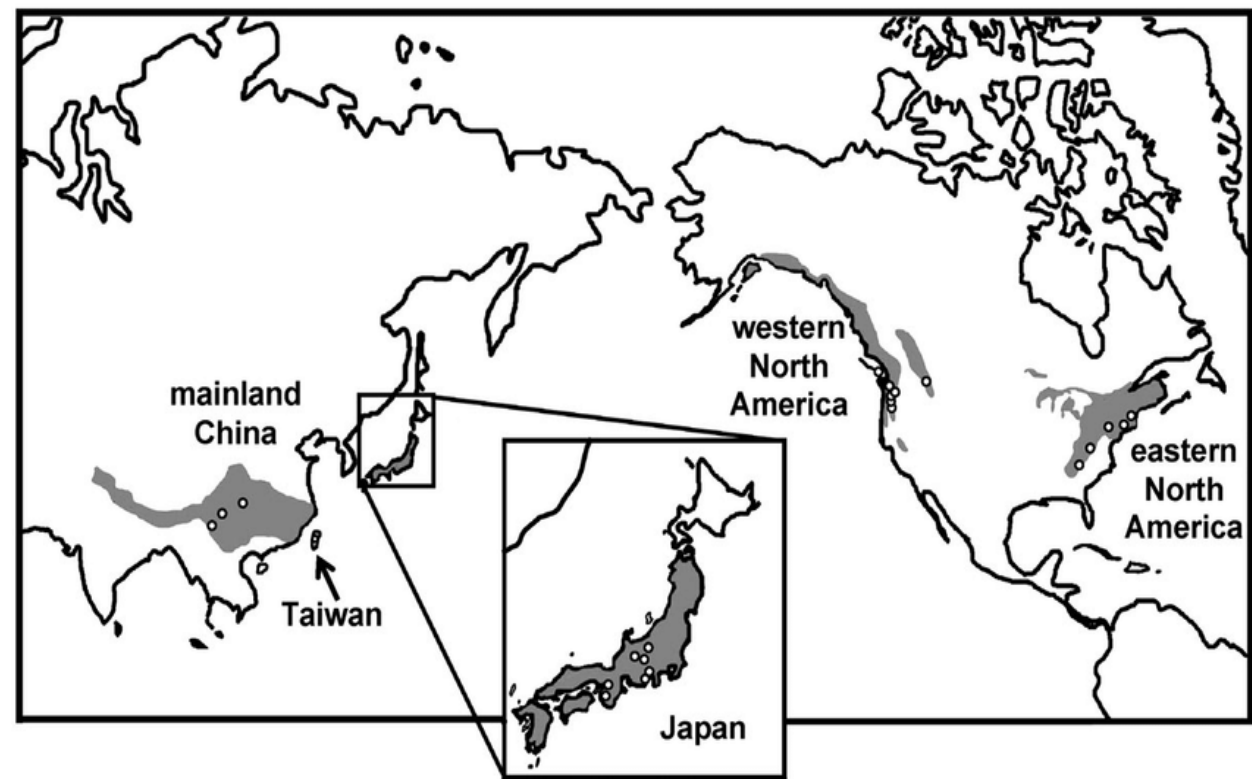 western
North
America
mainland
China
eastern
North
America
Taiwan
Japan